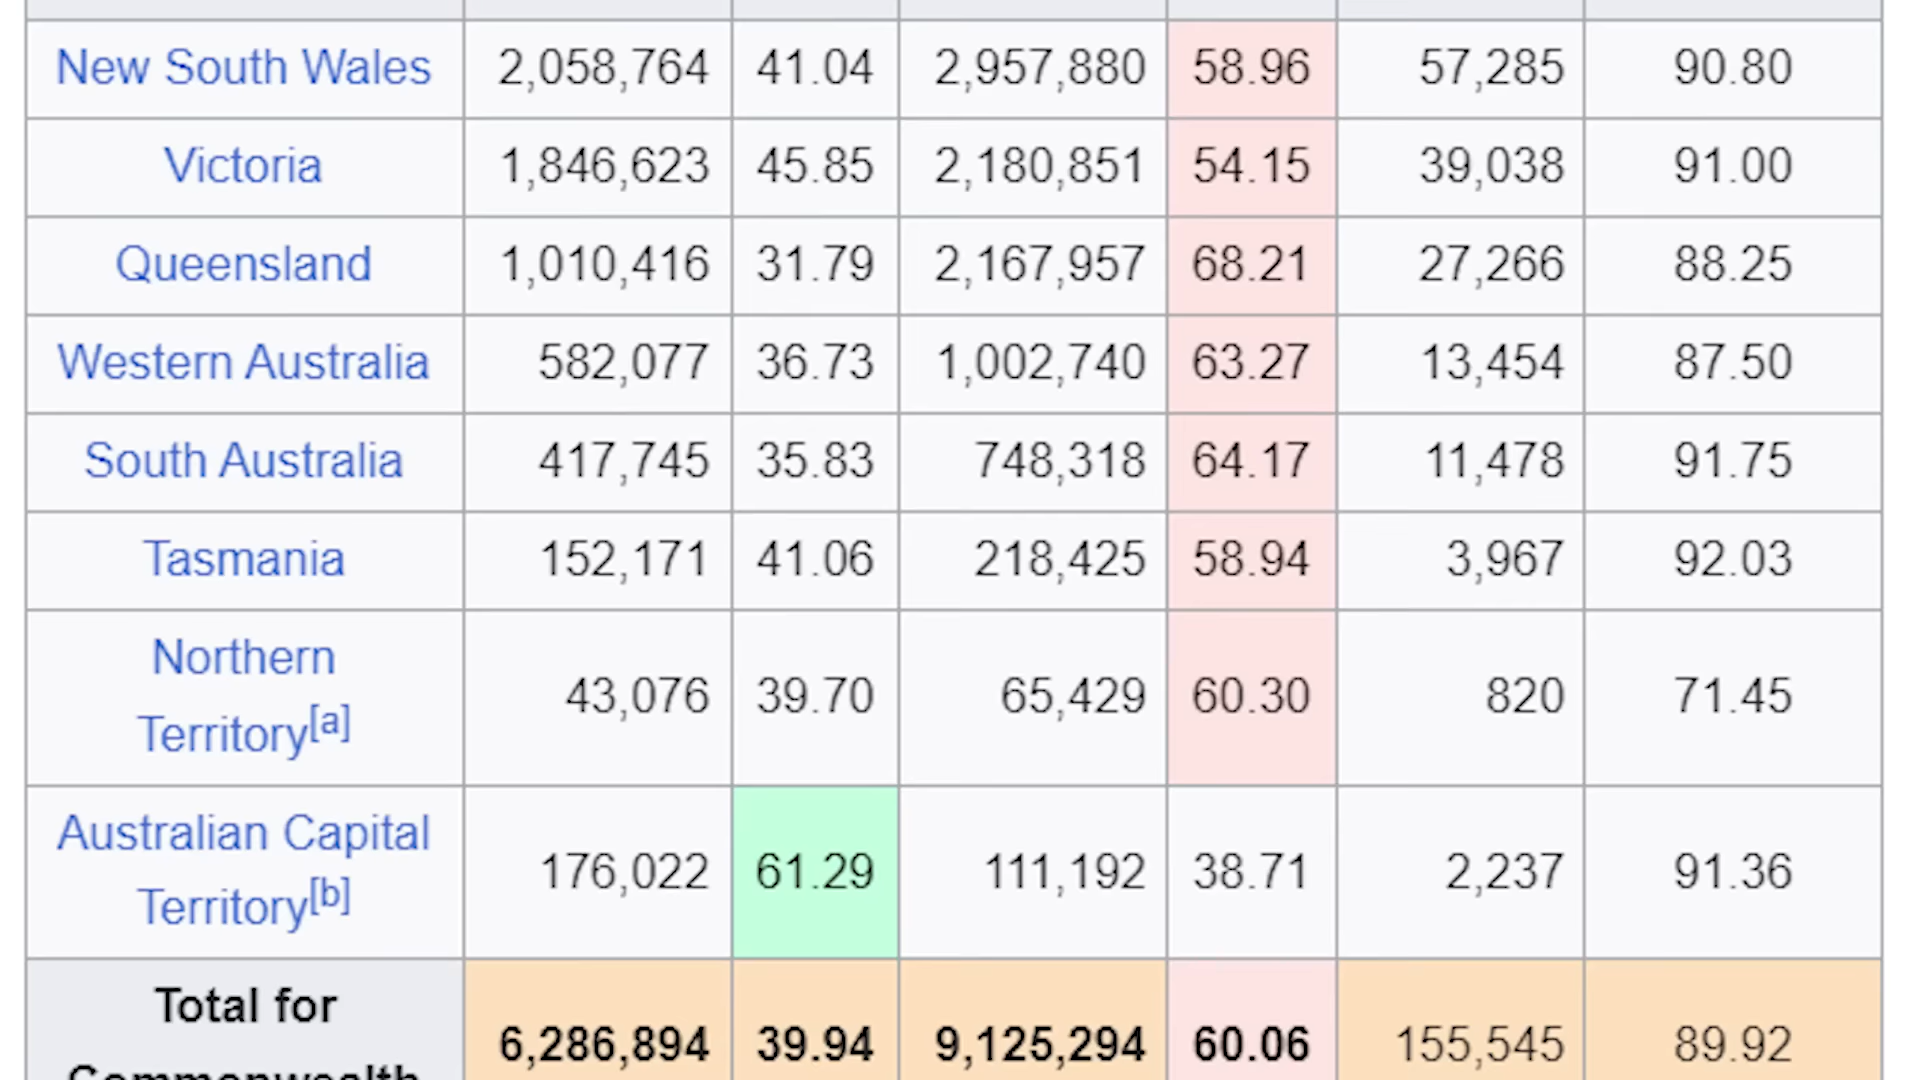 New South Wales 2,058,764 41.04 2,957,880 58.96 57,285 90.80
Victoria 1,846,623 45.85 2,180,851 54.15 39,038 91.00
Queensland 1,010,416 31.79 2,167,957 68.21 27,266 88.25
Western Australia 582,077 36.73 1,002,740 63.27 13,454 87.50
South Australia 417,745 35.83 748,318 64.17 11,478 91.75
Tasmania 152,171 41.06 218,425 58.94 3,967 92.03
Northern
Territory[a] 43,076 39.70 65,429 60.30 820 71.45
Australian Capital
Territory[b] 176,022 61.29 111,192 38.71 2,237 91.36
Total for
Commonwealth 6,286,894 39.94 9,125,294 60.06 155,545 89.92